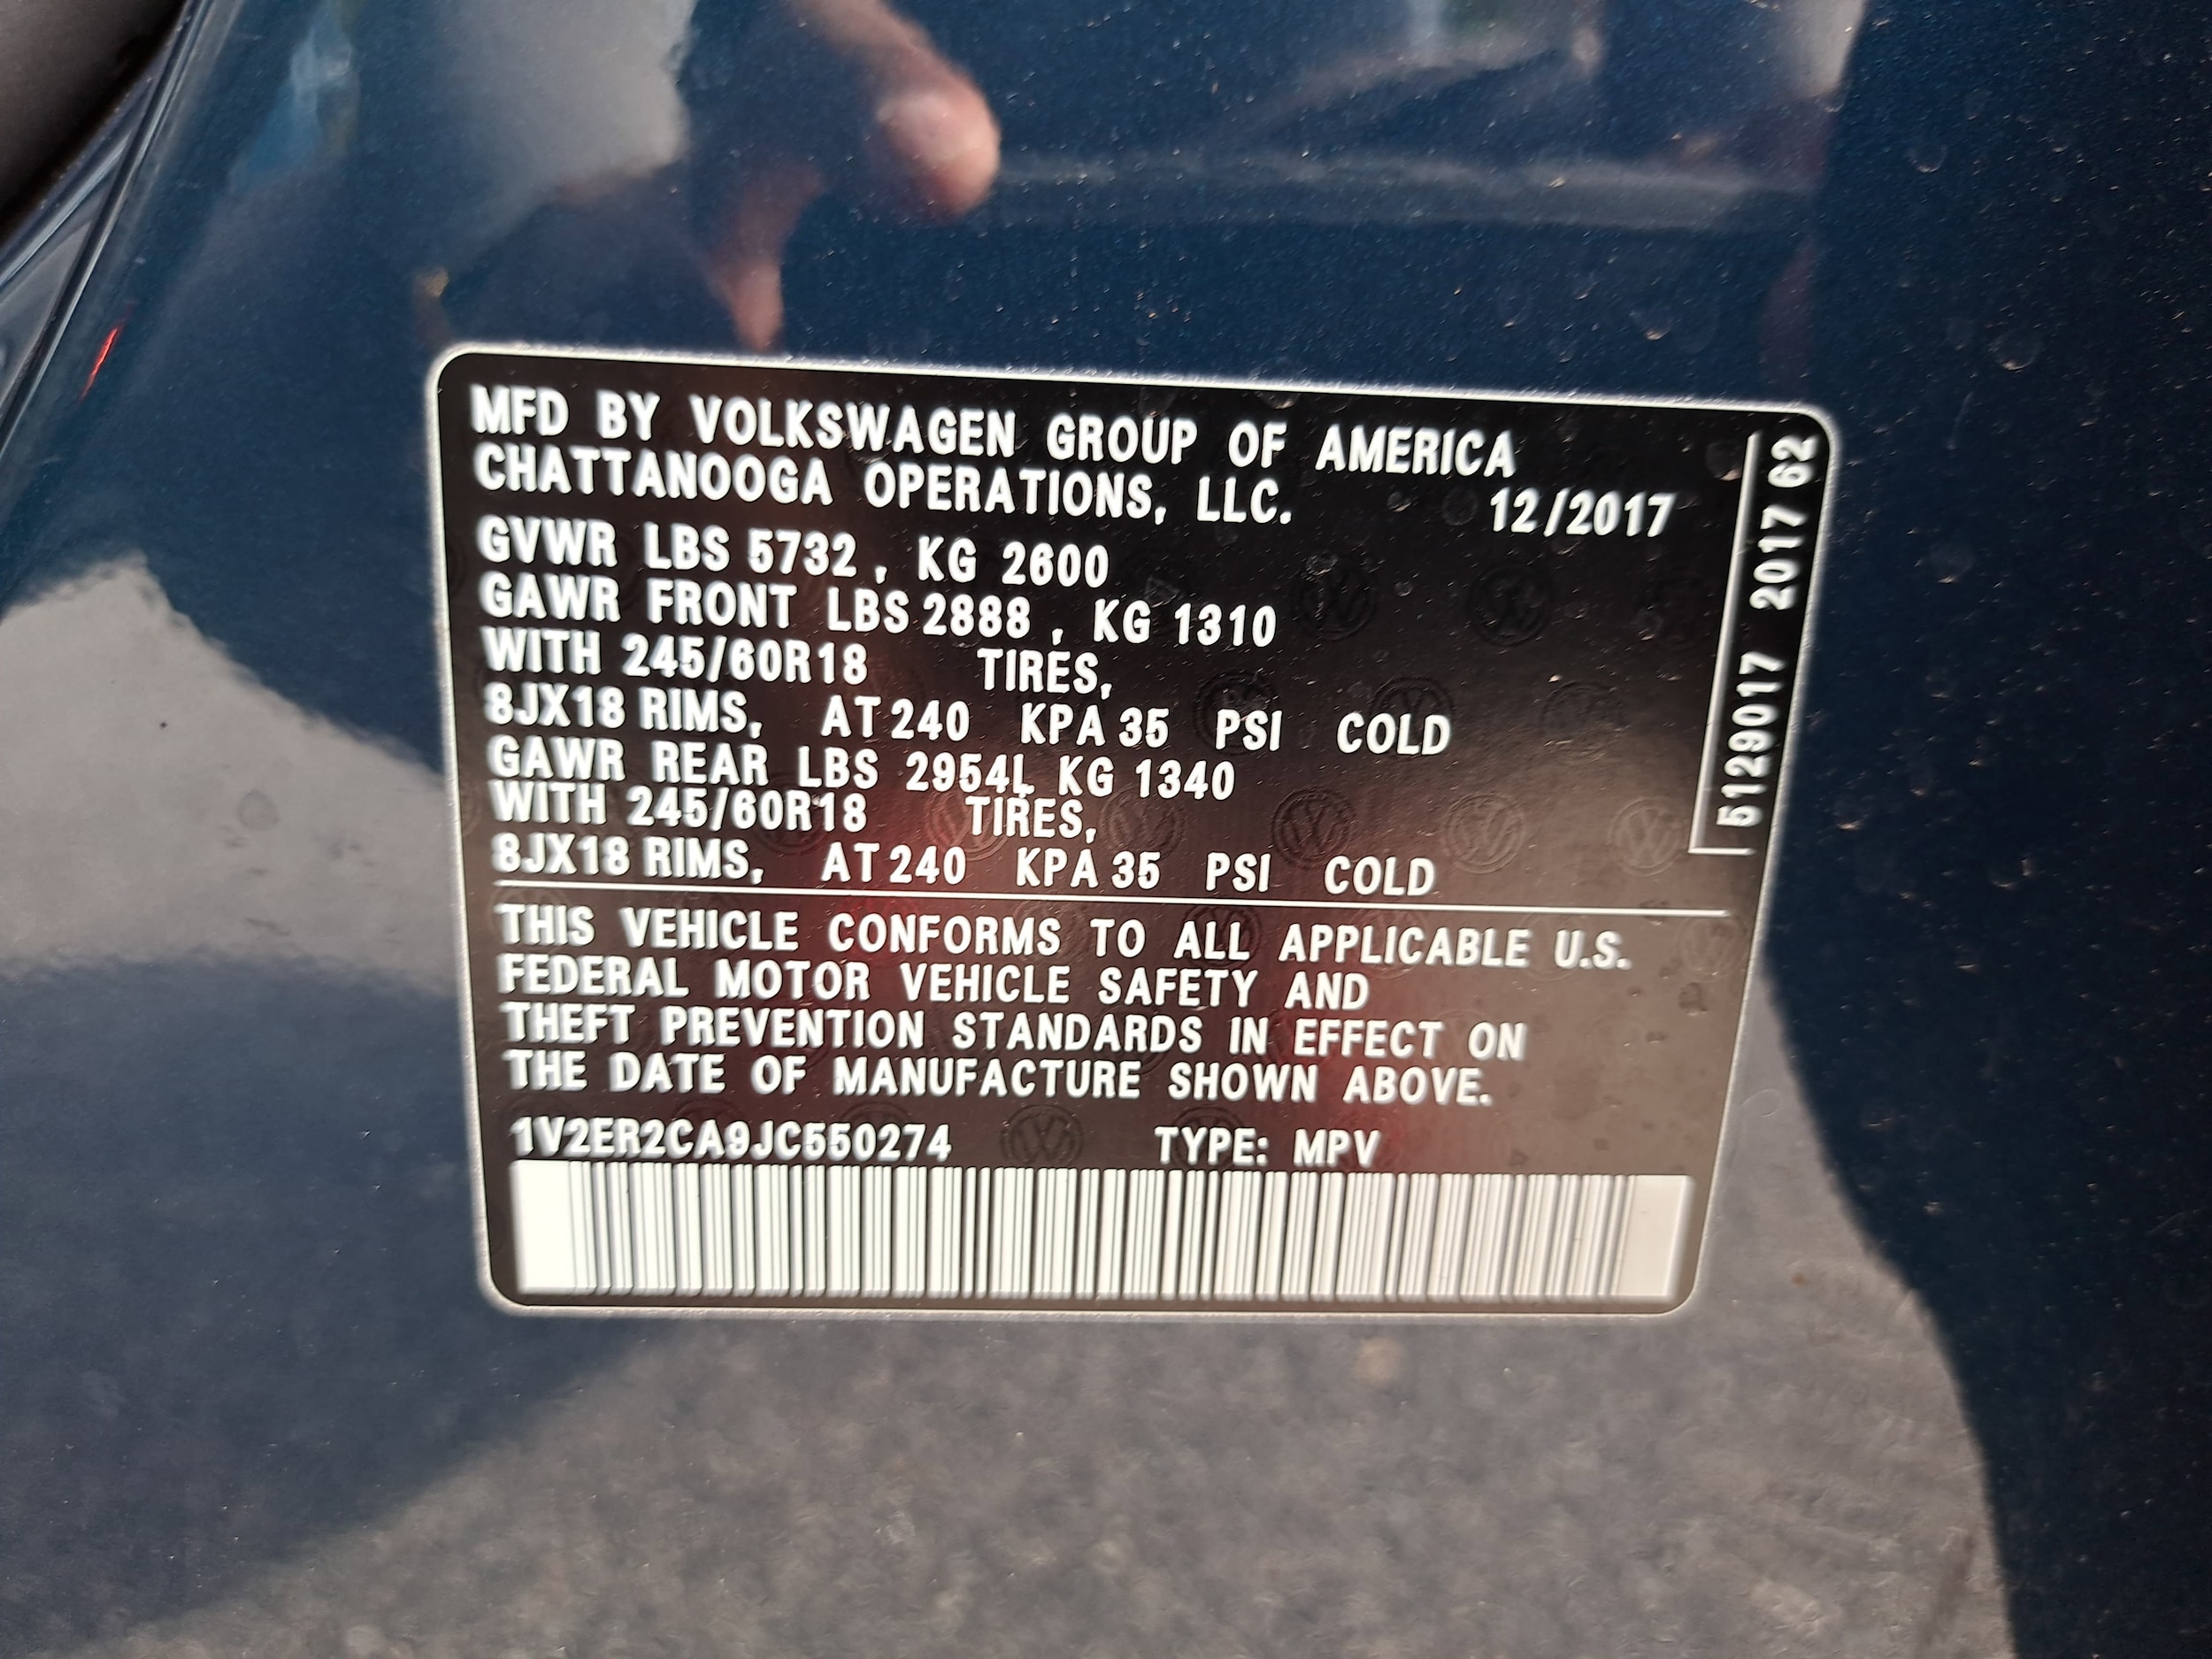 MFD BY VOLKSWAGEN GROUP OF AMERICA
CHATTANOOGA OPERATIONS, LLC. 12/2017
GVWR LBS 5732, KG 2600
GAWR FRONT LBS 2888, KG 1310
WITH 245/60R18 TIRES,
8JX18 RIMS, AT 240 KPA 35 PSI COLD
GAWR REAR LBS 2954L KG 1340
WITH 245/60R18 TIRES,
8JX18 RIMS, AT 240 KPA 35 PSI COLD
THIS VEHICLE CONFORMS TO ALL APPLICABLE U.S.
FEDERAL MOTOR VEHICLE SAFETY AND
THEFT PREVENTION STANDARDS IN EFFECT ON
THE DATE OF MANUFACTURE SHOWN ABOVE.
1V2ER2CA9JC550274 TYPE: MPV
5129017 2017 62